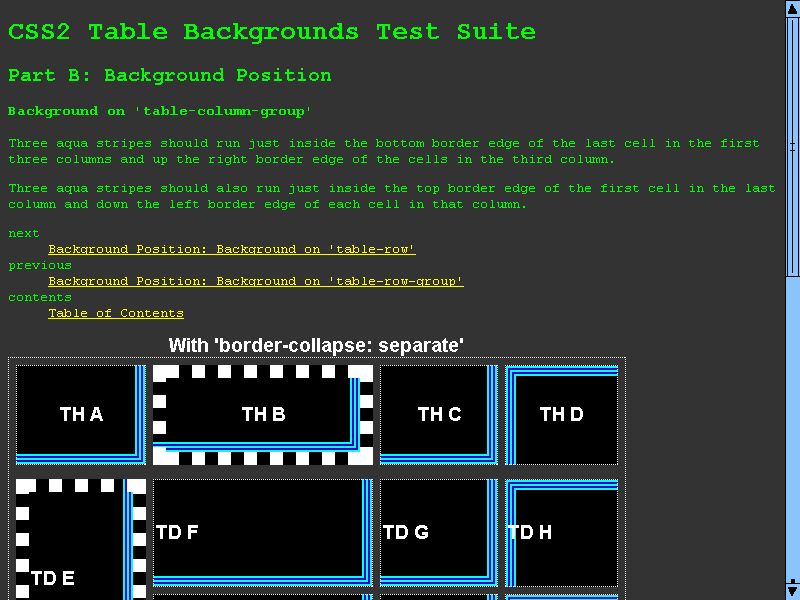 CSS2 Table Backgrounds Test Suite
Part B: Background Position
Background on 'table-column-group'
Three aqua stripes should run just inside the bottom border edge of the last cell in the first
three columns and up the right border edge of the cells in the third column.
Three aqua stripes should also run just inside the top border edge of the first cell in the last
column and down the left border edge of each cell in that column.
next
Background Position: Background on 'table-row'
previous
Background Position: Background on 'table-row-group'
contents
Table of Contents
With 'border-collapse: separate'
TH A TH B TH C TH D
TD F TD G TD H
TD E